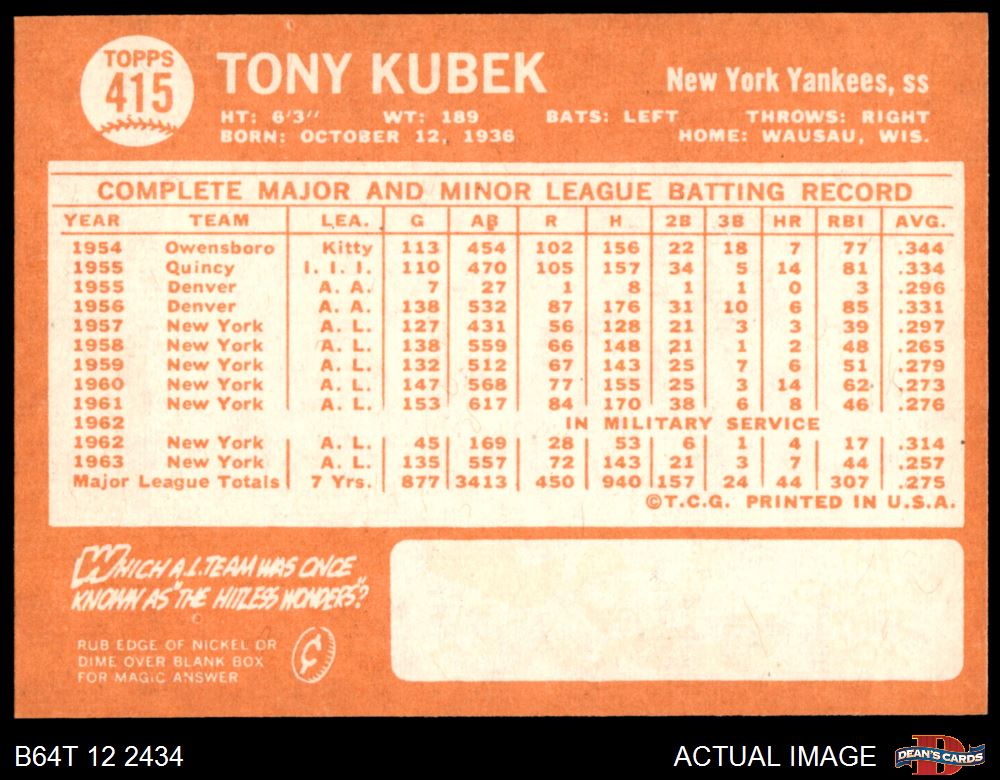 TOPPS
415
TONY KUBEK
New York Yankees, ss
HT: 6'3" WT: 189 BATS: LEFT THROWS: RIGHT
BORN: OCTOBER 12, 1936 HOME: WAUSAU, WIS.
COMPLETE MAJOR AND MINOR LEAGUE BATTING RECORD
YEAR TEAM LEA. G AB R H 2B 3B HR RBI AVG.
1954 Owensboro Kitty 113 454 102 156 22 18 7 77 .344
1955 Quincy I. I. I. 110 470 105 157 34 5 14 81 .334
1955 Denver A. A. 7 27 1 8 1 1 0 3 .296
1956 Denver A. A. 138 532 87 176 31 10 6 85 .331
1957 New York A. L. 127 431 56 128 21 3 3 39 .297
1958 New York A. L. 138 559 66 148 21 1 2 48 .265
1959 New York A. L. 132 512 67 143 25 7 6 51 .279
1960 New York A. L. 147 568 77 155 25 3 14 62 .273
1961 New York A. L. 153 617 84 170 38 6 8 46 .276
1962 IN MILITARY SERVICE
1962 New York A. L. 45 169 28 53 6 1 4 17 .314
1963 New York A. L. 135 557 72 143 21 3 7 44 .257
Major League Totals 7 Yrs. 877 3413 450 940 157 24 44 307 .275
©T.C.G. PRINTED IN U.S.A.
WHICH A.L. TEAM WAS ONCE
KNOWN AS "THE HITLESS WONDERS"?
RUB EDGE OF NICKEL OR
DIME OVER BLANK BOX
FOR MAGIC ANSWER
¢
B64T 12 2434
ACTUAL IMAGE
D
DEAN'S CARDS